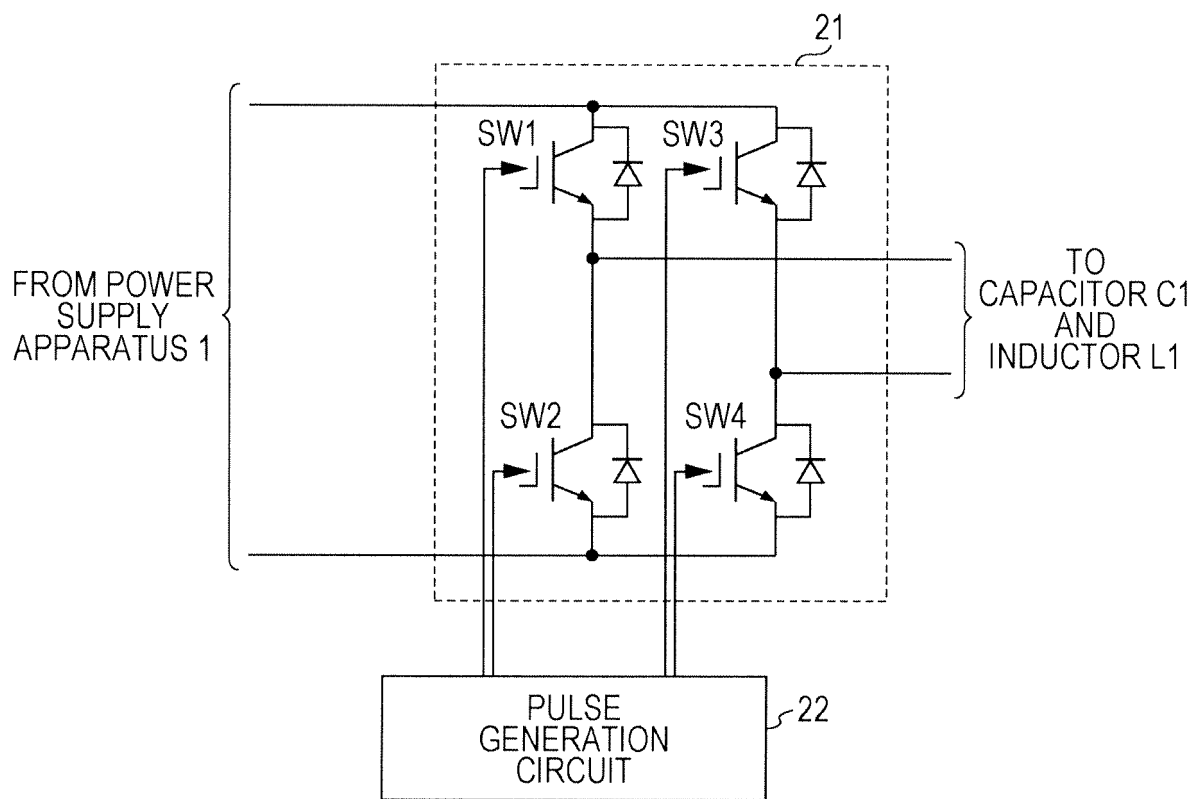 21
SW1
SW3
FROM POWER
SUPPLY
APPARATUS 1
TO
CAPACITOR C1
AND
INDUCTOR L1
SW2
SW4
PULSE
GENERATION
CIRCUIT
22